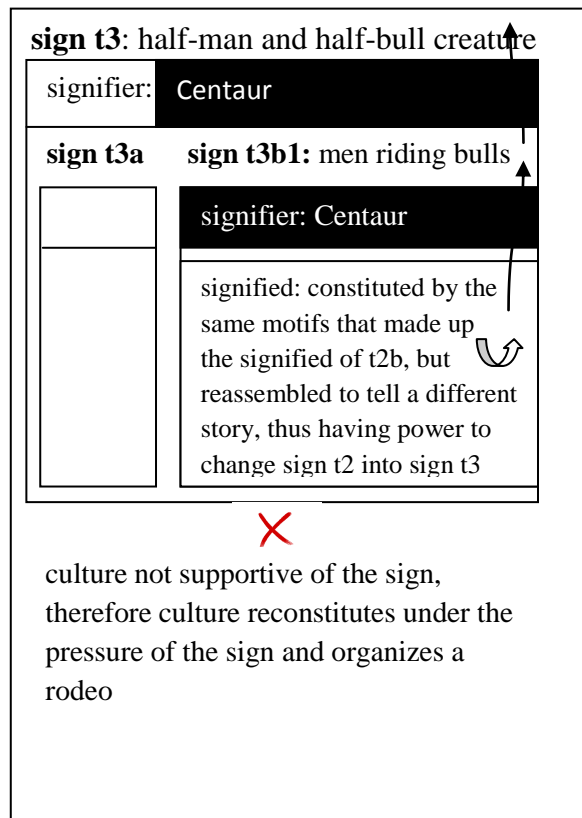 sign t3: half-man and half-bull creature
signifier: Centaur
sign t3a sign t3b1: men riding bulls
signifier: Centaur
signified: constituted by the
same motifs that made up
the signified of t2b, but
reassembled to tell a different
story, thus having power to
change sign t2 into sign t3
culture not supportive of the sign,
therefore culture reconstitutes under the
pressure of the sign and organizes a
rodeo